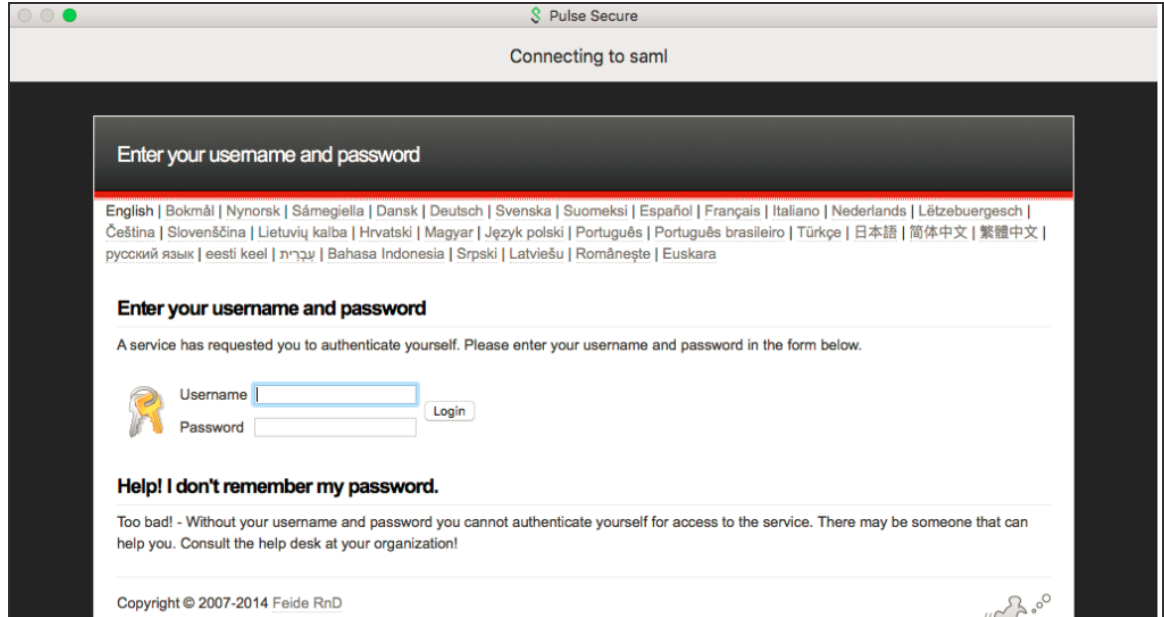 Pulse Secure
Connecting to saml
Enter your username and password
English | Bokmål | Nynorsk | Sámegiella | Dansk | Deutsch | Svenska | Suomeksi | Español | Français | Italiano | Nederlands | Lëtzebuergesch |
Čeština | Slovenščina | Lietuvių kalba | Hrvatski | Magyar | Język polski | Português | Português brasileiro | Türkçe | 日本語 | 简体中文 | 繁體中文 |
русский язык | eesti keel | עִבְרִית | Bahasa Indonesia | Srpski | Latviešu | Românește | Euskara
Enter your username and password
A service has requested you to authenticate yourself. Please enter your username and password in the form below.
Username
Login
Password
Help! I don't remember my password.
Too bad! - Without your username and password you cannot authenticate yourself for access to the service. There may be someone that can
help you. Consult the help desk at your organization!
Copyright © 2007-2014 Feide RnD